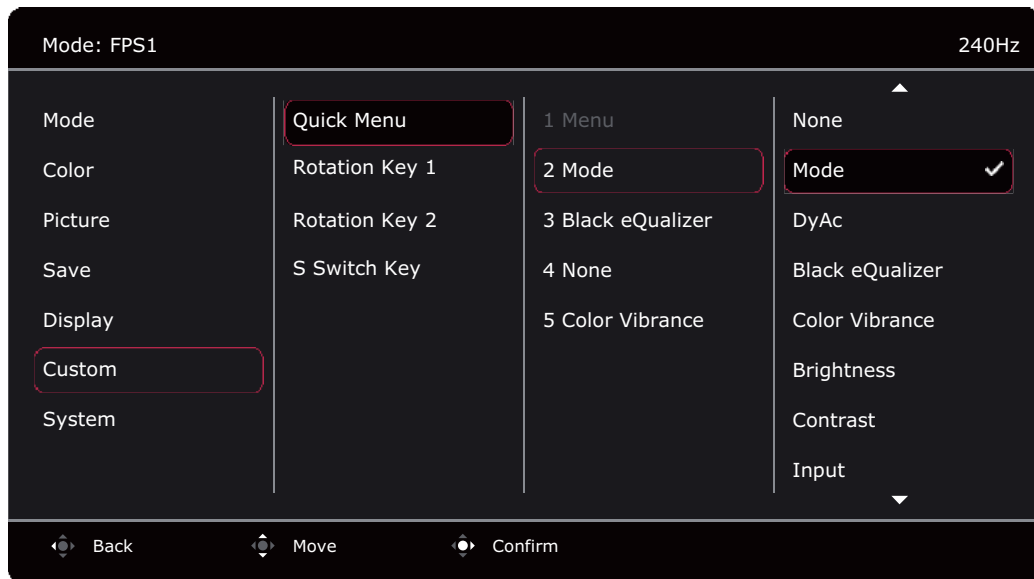 Mode: FPS1 240Hz
Mode Quick Menu 1 Menu None
Color Rotation Key 1 2 Mode Mode
Picture Rotation Key 2 3 Black eQualizer DyAc
Save S Switch Key 4 None Black eQualizer
Display 5 Color Vibrance Color Vibrance
Custom Brightness
System Contrast
Input
Back Move Confirm